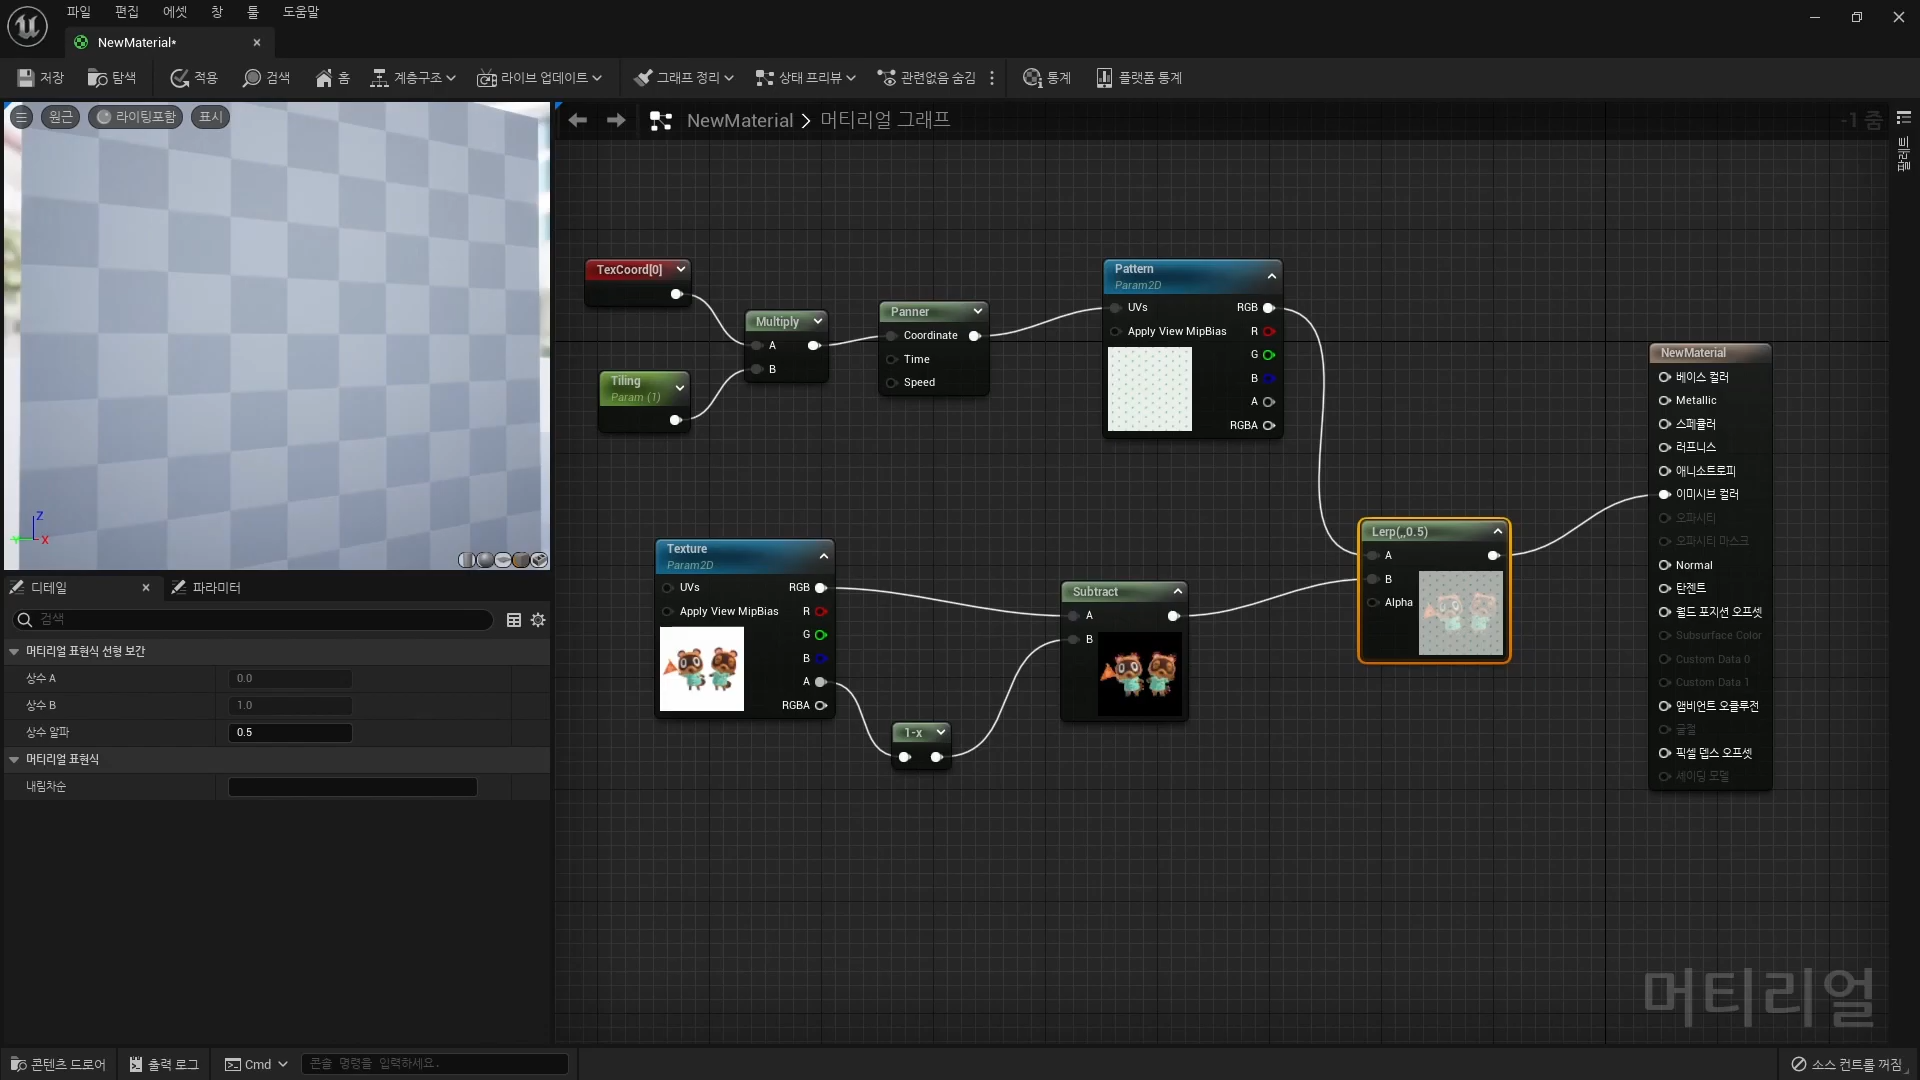 파일 편집 에셋 창 툴 도움말
NewMaterial*
저장 탐색 적용 검색 홈 계층구조 라이브 업데이트 그래프 정리 상태 프리뷰 관련없음 숨김 통계 플랫폼 통계
원근 라이팅포함 표시
NewMaterial > 머티리얼 그래프
-1 줌
팔레트
TexCoord[0]
Multiply
A
B
Tiling
Param (1)
Panner
Coordinate
Time
Speed
Pattern
Param2D
UVs RGB
Apply View MipBias R
G
B
A
RGBA
Texture
Param2D
UVs RGB
Apply View MipBias R
G
B
A
RGBA
1-x
Subtract
A
B
Lerp(,,0.5)
A
B
Alpha
NewMaterial
베이스 컬러
Metallic
스페큘러
러프니스
애니소트로피
이미시브 컬러
오파시티
오파시티 마스크
Normal
탄젠트
월드 포지션 오프셋
Subsurface Color
Custom Data 0
Custom Data 1
앰비언트 오클루전
굴절
픽셀 뎁스 오프셋
셰이딩 모델
Z
Y
X
디테일 파라미터
검색
머티리얼 표현식 선형 보간
상수 A 0.0
상수 B 1.0
상수 알파 0.5
머티리얼 표현식
내림차순
머티리얼
콘텐츠 드로어 출력 로그 Cmd 콘솔 명령을 입력하세요. 소스 컨트롤 꺼짐